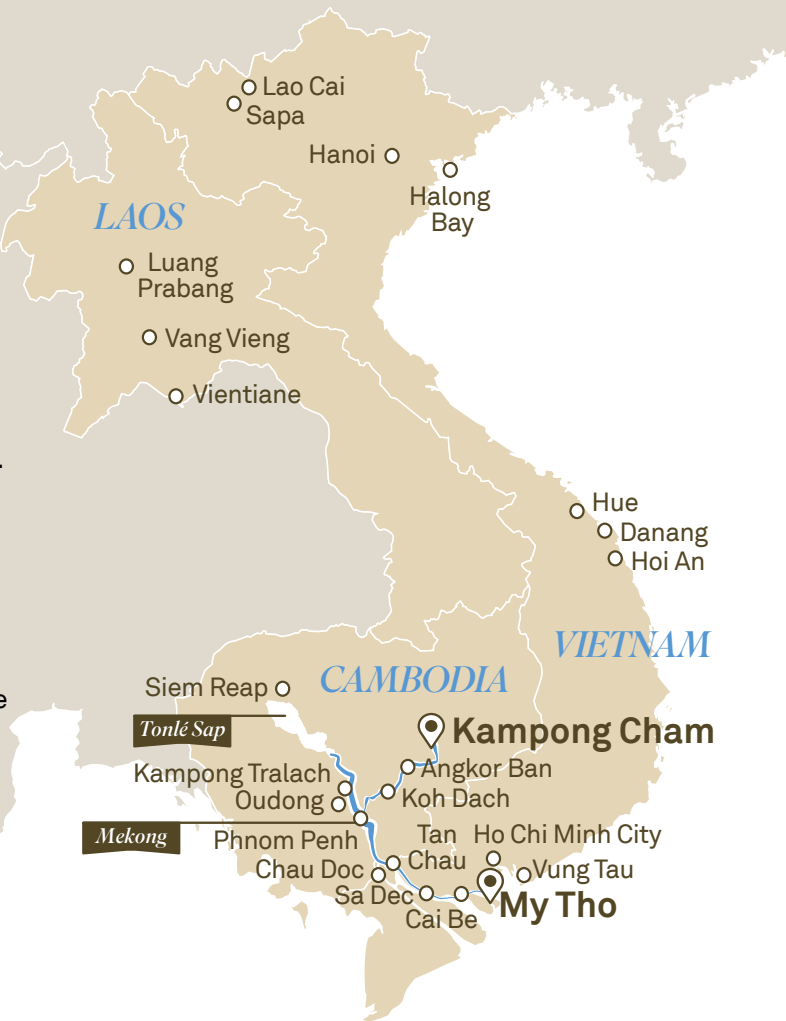 Lao Cai
Sapa
Hanoi
Halong
Bay
LAOS
Luang
Prabang
Vang Vieng
Vientiane
.
Hue
Danang
Hoi An
VIETNAM
CAMBODIA
Siem Reap
e
Tonlé Sap
Kampong Cham
Angkor Ban
Kampong Tralach
Koh Dach
Oudong
Mekong
Phnom Penh
Tan
Chau
Ho Chi Minh City
Chau Doc
Vung Tau
Sa Dec
My Tho
Cai Be